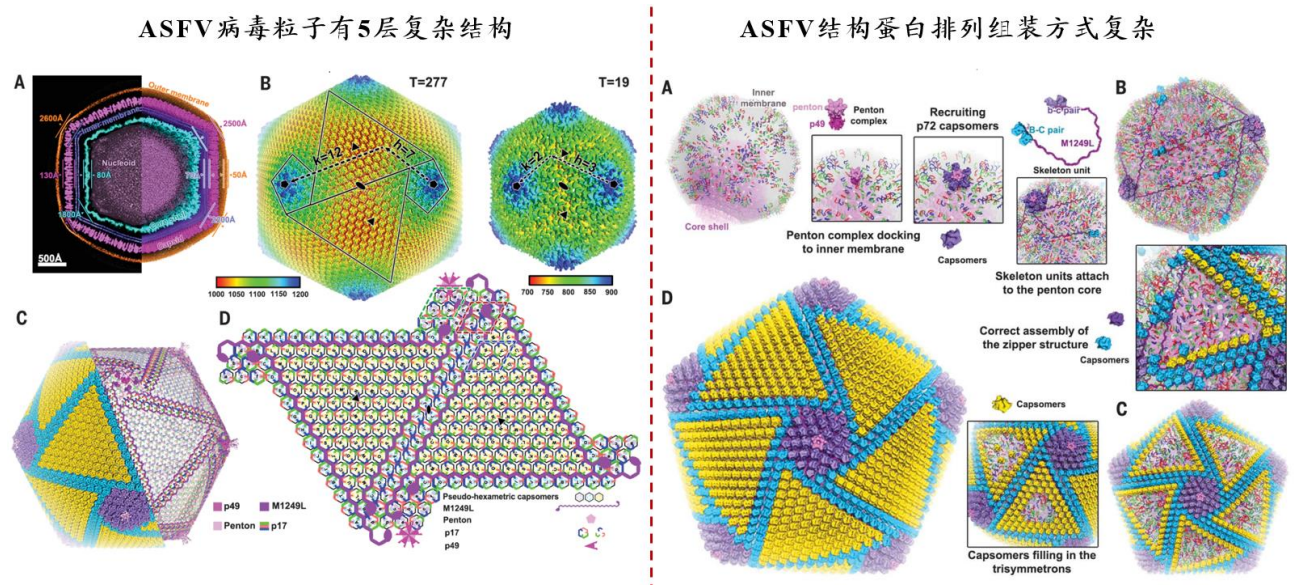 ASFV病毒粒子有5层复杂结构
A
Outer membrane
2600Å
Inner membrane
2500Å
Nucleoid
130Å
80Å
~50Å
Capsid
500Å
B
T=277
k=12
h=7
1000 1050 1100 1200
T=19
k=2
h=3
700 750 800 850 900
C
p49
M1249L
Penton
p17
D
Pseudo-hexametric capsomers
M1249L
Penton
p17
p49
ASFV结构蛋白排列组装方式复杂
A
Inner
membrane
penton
p49
Penton
complex
Core shell
Penton complex docking
to inner membrane
Recruiting
p72 capsomers
Capsomers
b-c pair
B-C pair
M1249L
Skeleton unit
Skeleton units attach
to the penton core
B
Correct assembly of
the zipper structure
Capsomers
D
Capsomers
Capsomers filling in the
trisymmetrons
C